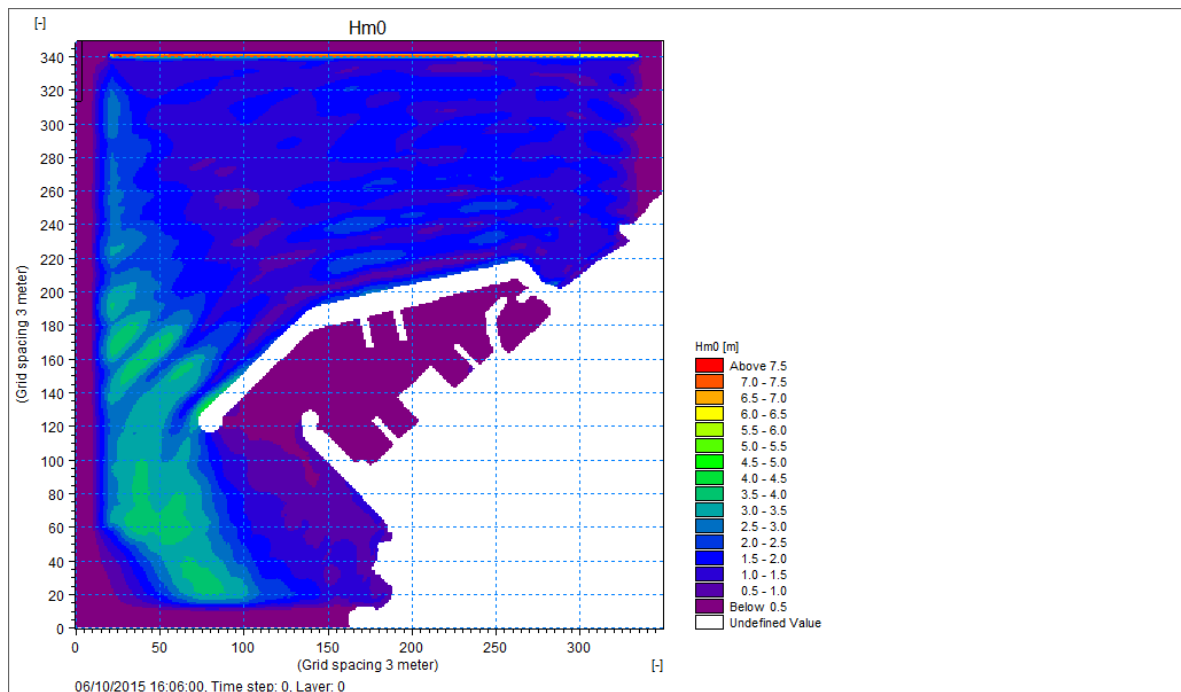 [-]
Hm0
340
320
300
280
260
240
220
200
180
160
140
120
100
80
60
40
20
0
(Grid spacing 3 meter)
0 50 100 150 200 250 300
(Grid spacing 3 meter) [-]
06/10/2015 16:06:00, Time step: 0, Layer: 0
Hm0 [m]
Above 7.5
7.0 - 7.5
6.5 - 7.0
6.0 - 6.5
5.5 - 6.0
5.0 - 5.5
4.5 - 5.0
4.0 - 4.5
3.5 - 4.0
3.0 - 3.5
2.5 - 3.0
2.0 - 2.5
1.5 - 2.0
1.0 - 1.5
0.5 - 1.0
Below 0.5
Undefined Value